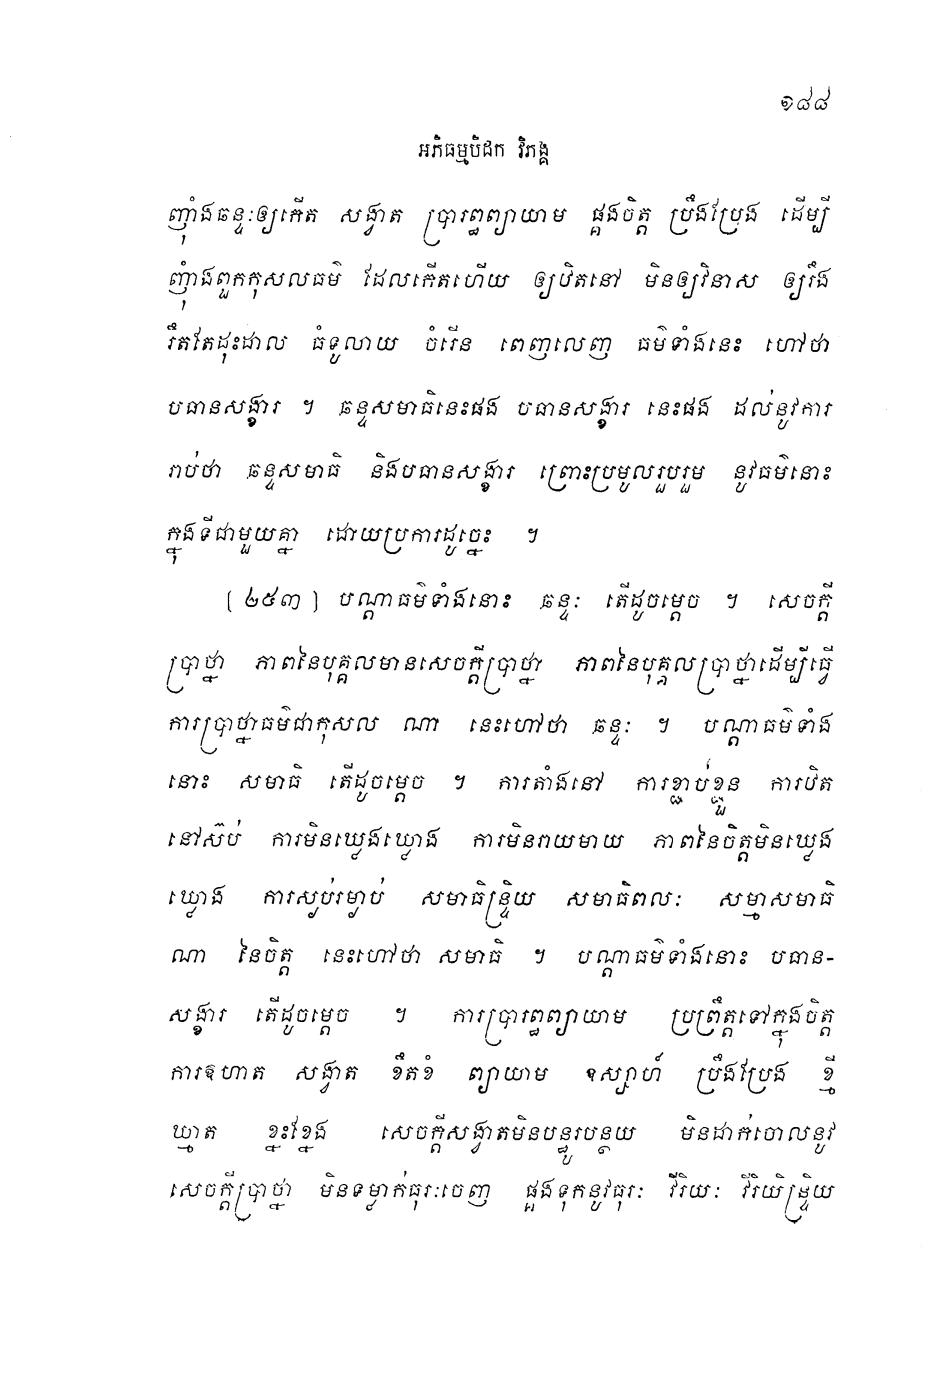 ១៨៨
អភិធម្មបិដក វិភង្គ
ញ៉ាំងឆន្ទៈឲ្យកើត សង្វាត ប្រារព្ធព្យាយាម ផ្គងចិត្ត ប្រឹងប្រែង ដើម្បី
ញ៉ាំងពួកកុសលធម៌ ដែលកើតហើយ ឲ្យឋិតនៅ មិនឲ្យវិនាស ឲ្យរឹង
រឹតតែដុះដាល ធំទូលាយ ចំរើន ពេញលេញ ធម៌ទាំងនេះ ហៅថា
បធានសង្ខារ ។ ឆន្ទសមាធិនេះផង បធានសង្ខារ នេះផង ដល់នូវការ
រាប់ថា ឆន្ទសមាធិ និងបធានសង្ខារ ព្រោះប្រមូលរួបរួម នូវធម៌នោះ
ក្នុងទីជាមួយគ្នា ដោយប្រការដូច្នេះ ។
[ ២៥៣ ] បណ្តាធម៌ទាំងនោះ ឆន្ទៈ តើដូចម្តេច ។ សេចក្តី
ប្រាថ្នា ភាពនៃបុគ្គលមានសេចក្តីប្រាថ្នា ភាពនៃបុគ្គលប្រាថ្នាដើម្បីធ្វើ
ការប្រាថ្នាធម៌ជាកុសល ណា នេះហៅថា ឆន្ទៈ ។ បណ្តាធម៌ទាំង
នោះ សមាធិ តើដូចម្តេច ។ ការតាំងនៅ ការខ្ជាប់ខ្ជួន ការឋិត
នៅស៊ប់ ការមិនឃ្លេងឃ្លោង ការមិនរាយមាយ ភាពនៃចិត្តមិនឃ្លេង
ឃ្លោង ការស្ងប់រម្ងាប់ សមាធិន្ទ្រិយ សមាធិពលៈ សម្មាសមាធិ
ណា នៃចិត្ត នេះហៅថា សមាធិ ។ បណ្តាធម៌ទាំងនោះ បធាន-
សង្ខារ តើដូចម្តេច ។ ការប្រារព្ធព្យាយាម ប្រព្រឹត្តទៅក្នុងចិត្ត
ការឧហាត សង្វាត ខឹតខំ ព្យាយាម ឧស្សាហ៍ ប្រឹងប្រែង ខ្មី
ឃ្មាត ខ្នះខ្នែង សេចក្តីសង្វាតមិនបន្ធូរបន្ថយ មិនដាក់ចោលនូវ
សេចក្តីប្រាថ្នា មិនទម្លាក់ធុរៈចេញ ផ្គងទុកនូវធុរៈ វីរិយៈ វីរិយិន្ទ្រិយ